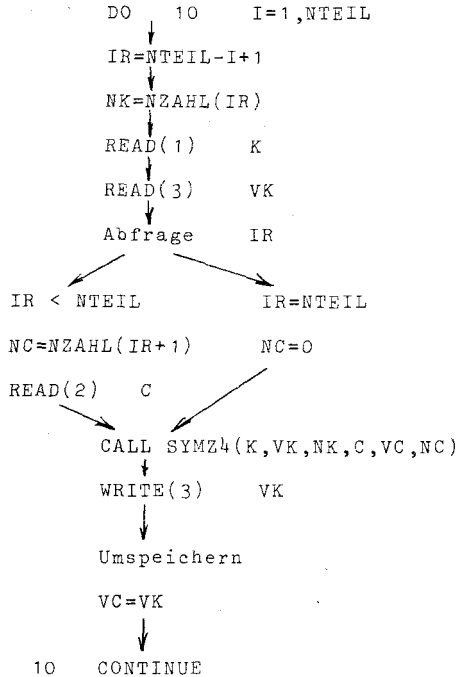 DO 10 I=1,NTEIL
IR=NTEIL-I+1
NK=NZAHL(IR)
READ(1) K
READ(3) VK
Abfrage IR
IR < NTEIL IR=NTEIL
NC=NZAHL(IR+1) NC=0
READ(2) C
CALL SYMZ4(K,VK,NK,C,VC,NC)
WRITE(3) VK
Umspeichern
VC=VK
10 CONTINUE